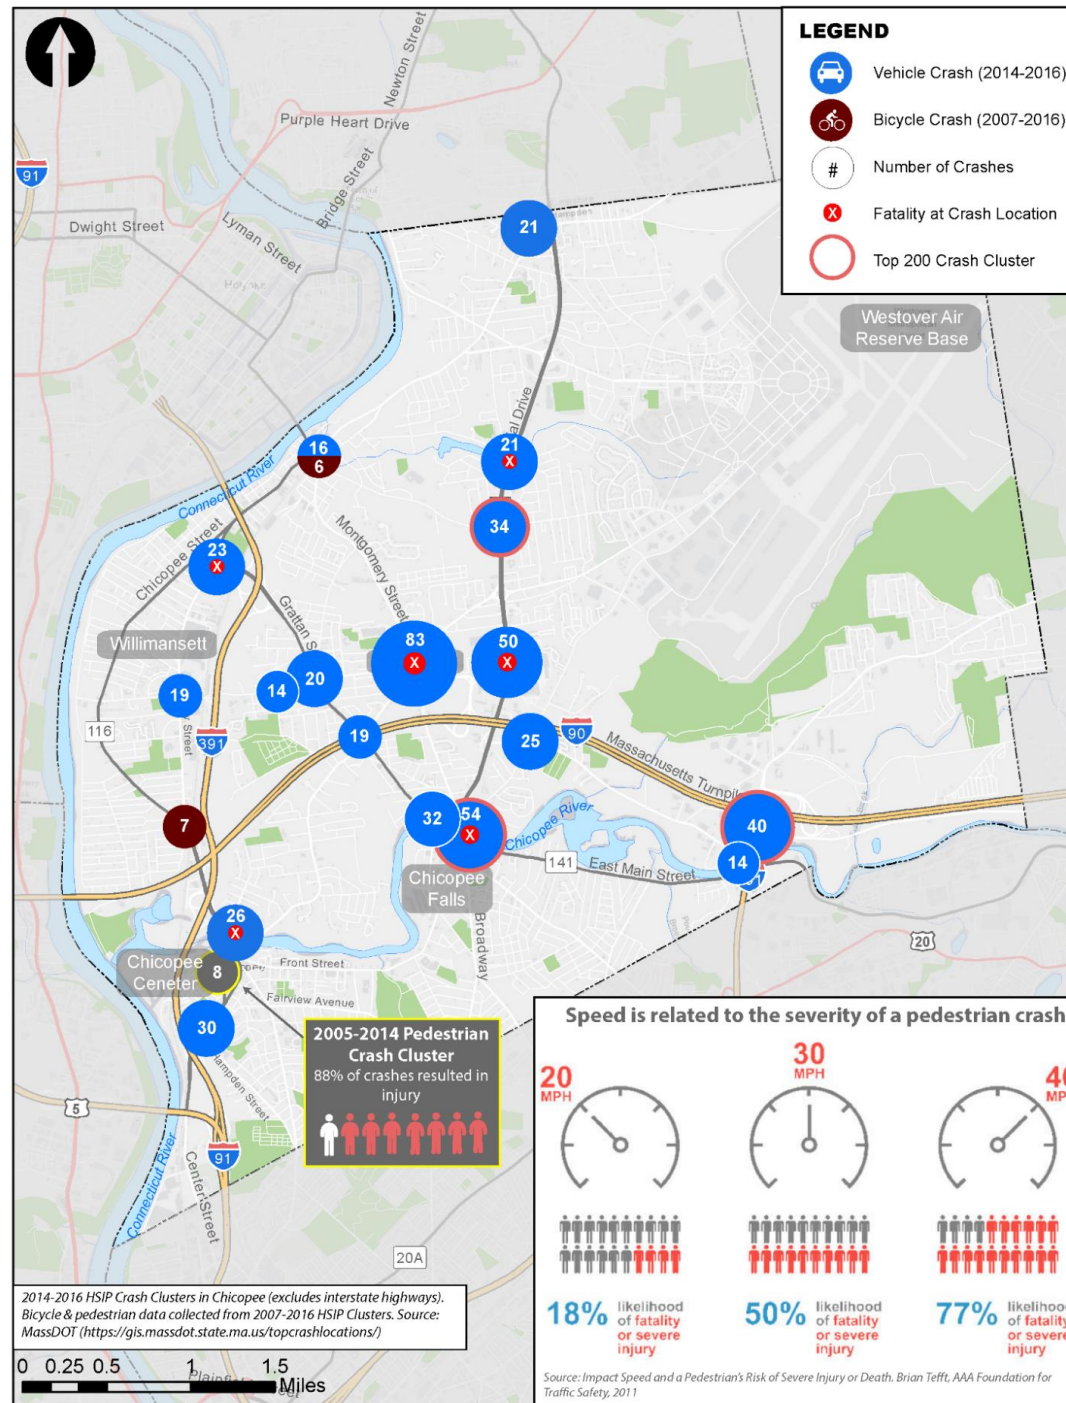 LEGEND
Vehicle Crash (2014-2016)
Bicycle Crash (2007-2016)
#
Number of Crashes
X
Fatality at Crash Location
Top 200 Crash Cluster
Newton Street
Purple Heart Drive
91
Bridge Street
Dwight Street
Lyman Street
21
Westover Air
Reserve Base
16
6
21
X
Connecticut River
34
Chicopee Street
Montgomery Street
23
X
Grattan S
Willimansett
83
X
50
X
19
14
20
116
391
19
25
90
Massachusetts Turnpi
7
32
54
X
Chicopee River
40
14
141
East Main Street
Chicopee
Falls
Broadway
20
26
X
Chicopee
Ceneter
8
Front Street
Fairview Avenue
30
Hampden Street
5
91
Center Street
Connecticut River
20A
2005-2014 Pedestrian
Crash Cluster
88% of crashes resulted in
injury
Speed is related to the severity of a pedestrian crash
20
MPH
30
MPH
18%
likelihood
of fatality
or severe
injury
50%
likelihood
of fatality
or severe
injury
77%
likelihoo
of fatality
or severe
injury
Source: Impact Speed and a Pedestrian's Risk of Severe Injury or Death. Brian Tefft, AAA Foundation for
Traffic Safety, 2011
2014-2016 HSIP Crash Clusters in Chicopee (excludes interstate highways).
Bicycle & pedestrian data collected from 2007-2016 HSIP Clusters. Source:
MassDOT (https://gis.massdot.state.ma.us/topcrashlocations/)
0 0.25 0.5 1 1.5
Miles